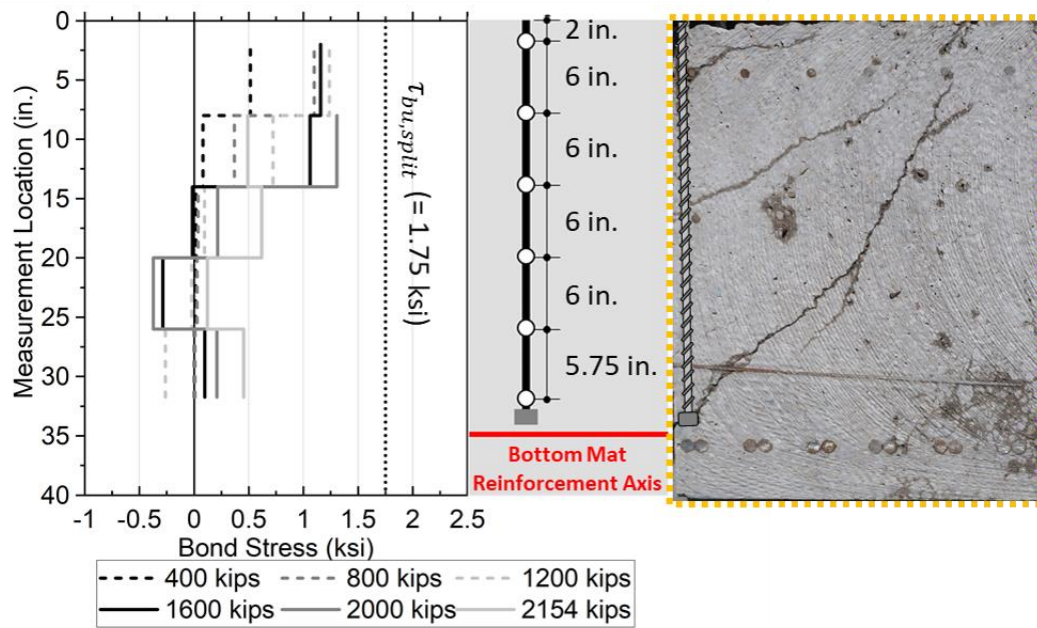 0
5
10
15
20
25
30
35
40
Measurement Location (in.)
-1 -0.5 0 0.5 1 1.5 2 2.5
Bond Stress (ksi)
τbu,split (= 1.75 ksi)
2 in.
6 in.
6 in.
6 in.
6 in.
5.75 in.
Bottom Mat
Reinforcement Axis
400 kips 800 kips 1200 kips
1600 kips 2000 kips 2154 kips